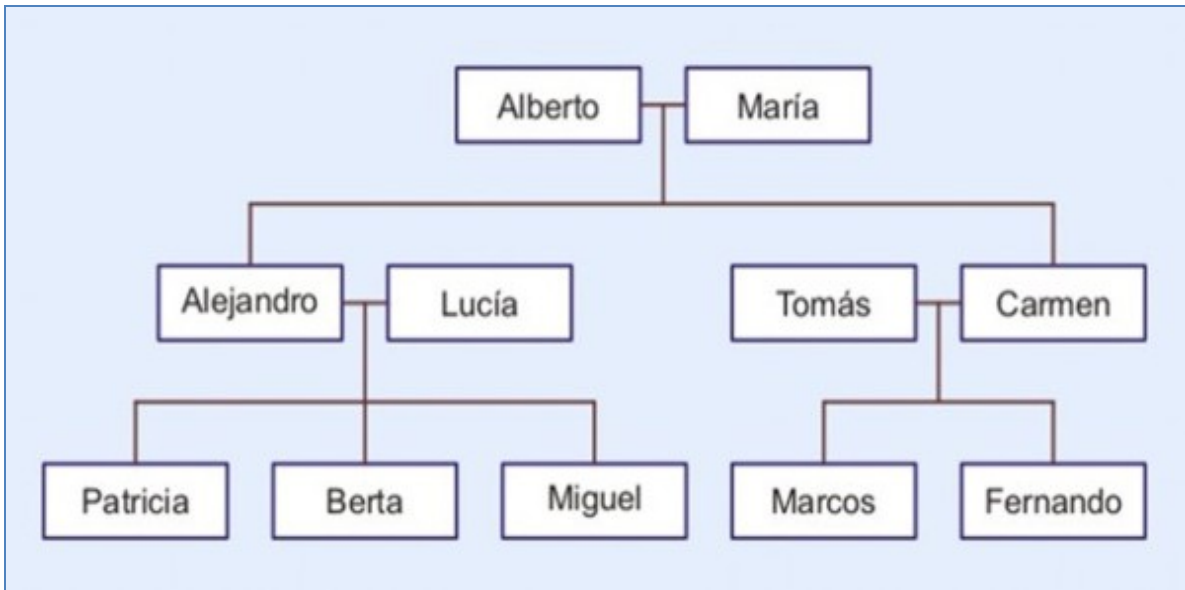 Alberto
María
Alejandro
Lucía
Tomás
Carmen
Patricia
Berta
Miguel
Marcos
Fernando